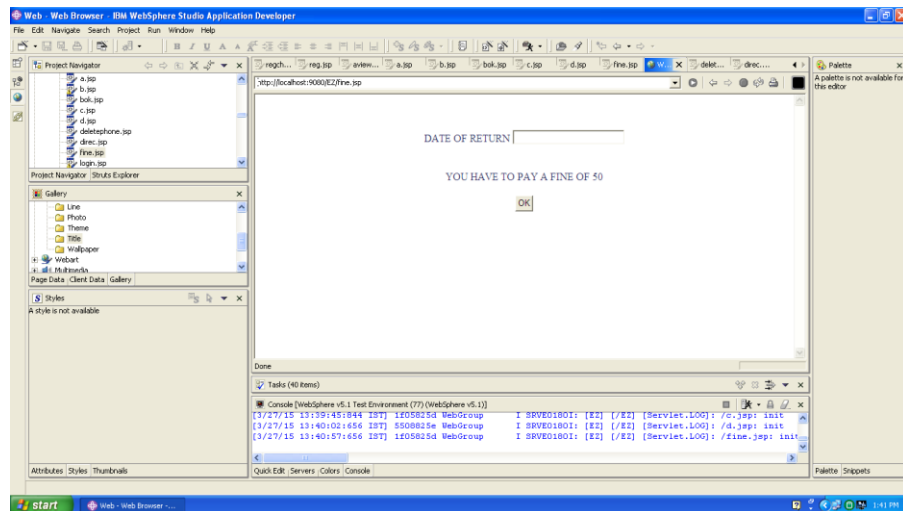 Web - Web Browser - IBM WebSphere Studio Application Developer
File Edit Navigate Search Project Run Window Help
Project Navigator
a.jsp
b.jsp
bok.jsp
c.jsp
d.jsp
deletephone.jsp
direc.jsp
fine.jsp
login.jsp
Project Navigator Struts Explorer
Gallery
Line
Photo
Theme
Title
Wallpaper
Webart
Multimedia
Page Data Client Data Gallery
Styles
A style is not available
Attributes Styles Thumbnails
regch... reg.jsp aview... a.jsp b.jsp bok.jsp c.jsp d.jsp fine.jsp W... delet... direc....
http://localhost:9080/EZ/fine.jsp
DATE OF RETURN
YOU HAVE TO PAY A FINE OF 50
OK
Done
Tasks (40 items)
Console [WebSphere v5.1 Test Environment (77) (WebSphere v5.1)]
[3/27/15 13:39:45:844 IST] 1f05825d WebGroup I SRVE0180I: [EZ] [/EZ] [Servlet.LOG]: /c.jsp: init
[3/27/15 13:40:02:656 IST] 5508825e WebGroup I SRVE0180I: [EZ] [/EZ] [Servlet.LOG]: /d.jsp: init
[3/27/15 13:40:57:656 IST] 1f05825d WebGroup I SRVE0180I: [EZ] [/EZ] [Servlet.LOG]: /fine.jsp: init
Quick Edit Servers Colors Console
Palette
A palette is not available for
this editor
Palette Snippets
start
Web - Web Browser -...
1:41 PM